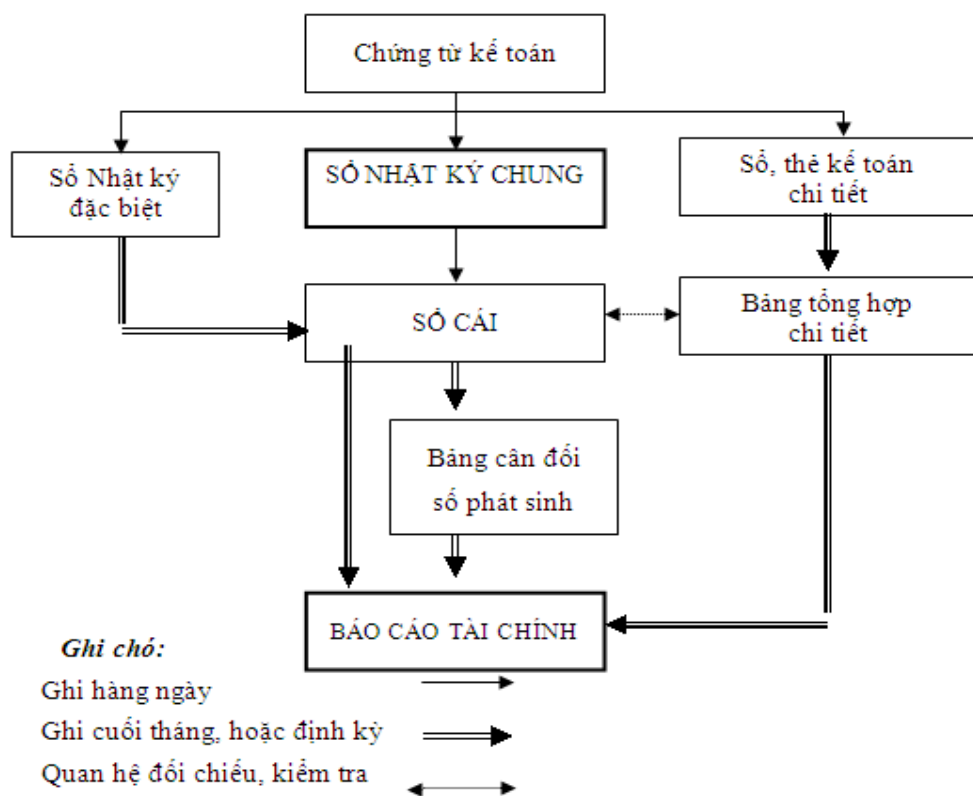 Chứng từ kế toán
Sổ Nhật ký
đặc biệt
SỔ NHẬT KÝ CHUNG
Sổ, thẻ kế toán
chi tiết
SỔ CÁI
Bảng tổng hợp
chi tiết
Bảng cân đối
số phát sinh
BÁO CÁO TÀI CHÍNH
Ghi chó:
Ghi hàng ngày
Ghi cuối tháng, hoặc định kỳ
Quan hệ đối chiếu, kiểm tra